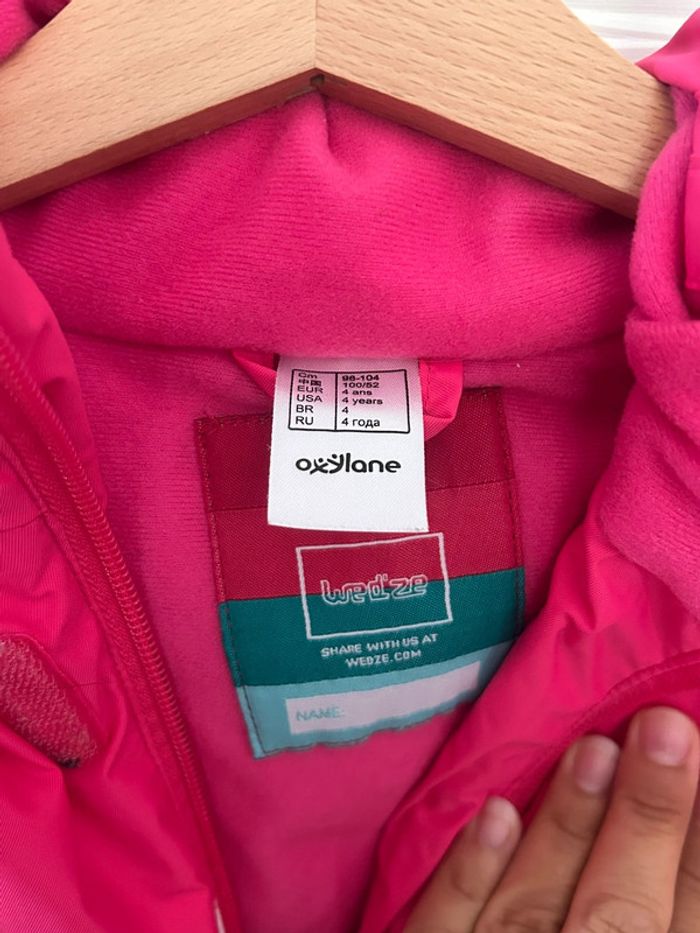 Cm 98-104
中国 100/52
EUR 4 ans
USA 4 years
BR 4
RU 4 года
oxylane
wed'ze
SHARE WITH US AT
WEDZE.COM
NAME: